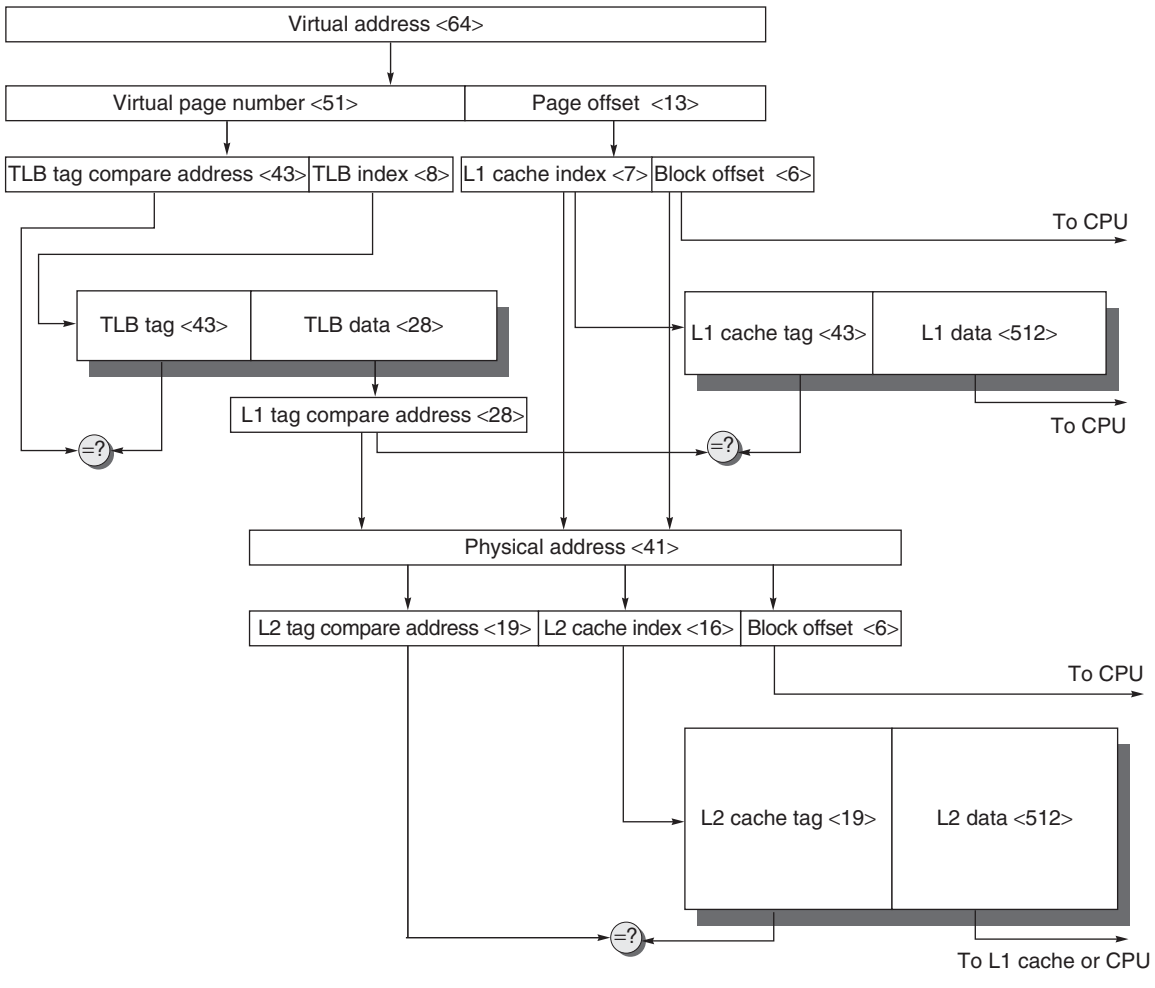 Virtual address <64>
Virtual page number <51>
Page offset <13>
TLB tag compare address <43>
TLB index <8>
L1 cache index <7>
Block offset <6>
To CPU
TLB tag <43>
TLB data <28>
L1 cache tag <43>
L1 data <512>
To CPU
L1 tag compare address <28>
=?
=?
Physical address <41>
L2 tag compare address <19>
L2 cache index <16>
Block offset <6>
To CPU
L2 cache tag <19>
L2 data <512>
=?
To L1 cache or CPU